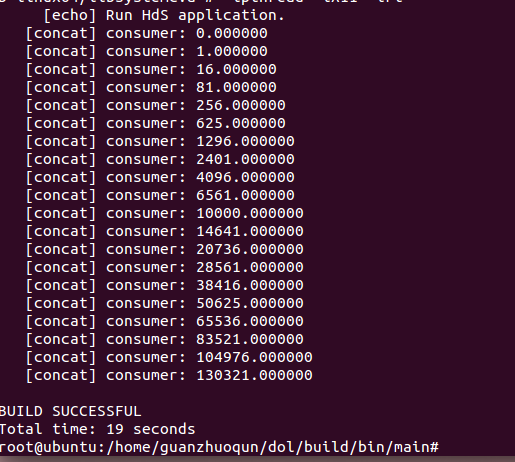 [echo] Run HdS application.
[concat] consumer: 0.000000
[concat] consumer: 1.000000
[concat] consumer: 16.000000
[concat] consumer: 81.000000
[concat] consumer: 256.000000
[concat] consumer: 625.000000
[concat] consumer: 1296.000000
[concat] consumer: 2401.000000
[concat] consumer: 4096.000000
[concat] consumer: 6561.000000
[concat] consumer: 10000.000000
[concat] consumer: 14641.000000
[concat] consumer: 20736.000000
[concat] consumer: 28561.000000
[concat] consumer: 38416.000000
[concat] consumer: 50625.000000
[concat] consumer: 65536.000000
[concat] consumer: 83521.000000
[concat] consumer: 104976.000000
[concat] consumer: 130321.000000
BUILD SUCCESSFUL
Total time: 19 seconds
root@ubuntu:/home/guanzhuoqun/dol/build/bin/main#